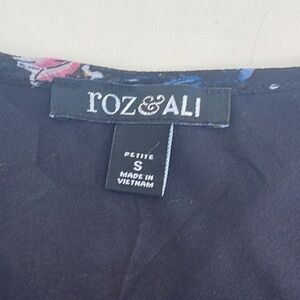 roz&ALI
PETITE
S
MADE IN
VIETNAM